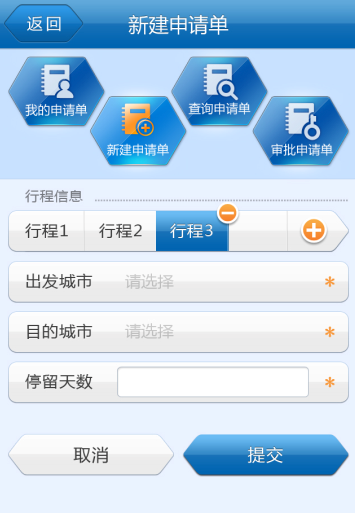 返回
新建申请单
我的申请单
查询申请单
新建申请单
审批申请单
行程信息
行程1 行程2 行程3
出发城市 请选择 *
目的城市 请选择 *
停留天数 *
取消 提交